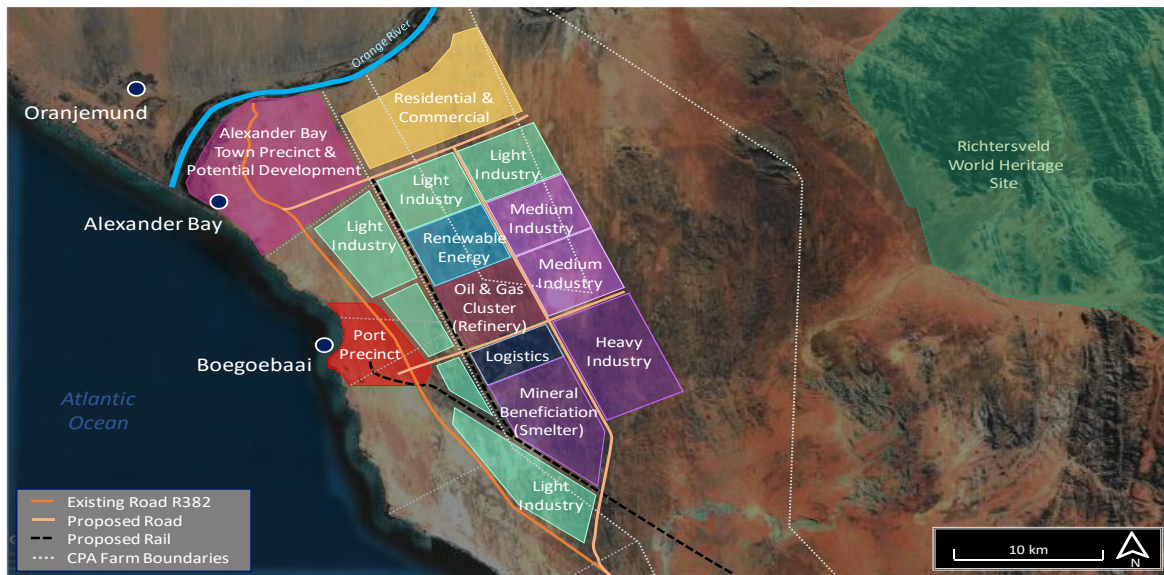 Orange River
Oranjemund
Residential &
Commercial
Alexander Bay
Town Precinct &
Potential Development
Richtersveld
World Heritage
Site
Light
Industry
Light
Industry
Alexander Bay
Light
Industry
Medium
Industry
Renewable
Energy
Medium
Industry
Oil & Gas
Cluster
(Refinery)
Port
Precinct
Boegoebaai
Logistics
Heavy
Industry
Mineral
Beneficiation
(Smelter)
Atlantic
Ocean
Light
Industry
Existing Road R382
Proposed Road
Proposed Rail
CPA Farm Boundaries
10 km
N